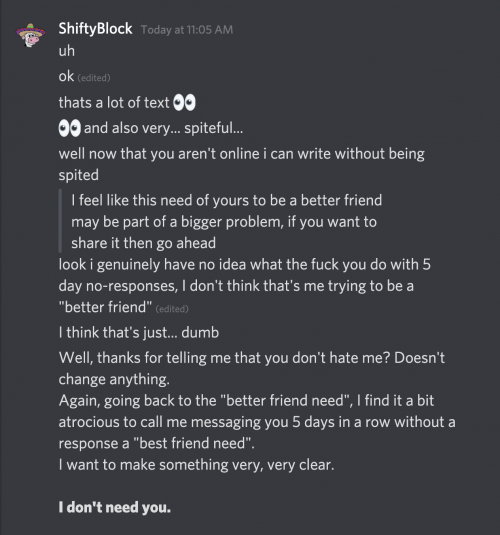 ShiftyBlock Today at 11:05 AM
uh
ok (edited)
thats a lot of text 👀
👀 and also very... spiteful...
well now that you aren't online i can write without being
spited
I feel like this need of yours to be a better friend
may be part of a bigger problem, if you want to
share it then go ahead
look i genuinely have no idea what the fuck you do with 5
day no-responses, I don't think that's me trying to be a
"better friend" (edited)
I think that's just... dumb
Well, thanks for telling me that you don't hate me? Doesn't
change anything.
Again, going back to the "better friend need", I find it a bit
atrocious to call me messaging you 5 days in a row without a
response a "best friend need".
I want to make something very, very clear.
I don't need you.